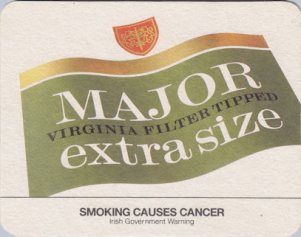 MAJOR
VIRGINIA FILTER TIPPED
extra size
SMOKING CAUSES CANCER
Irish Government Warning